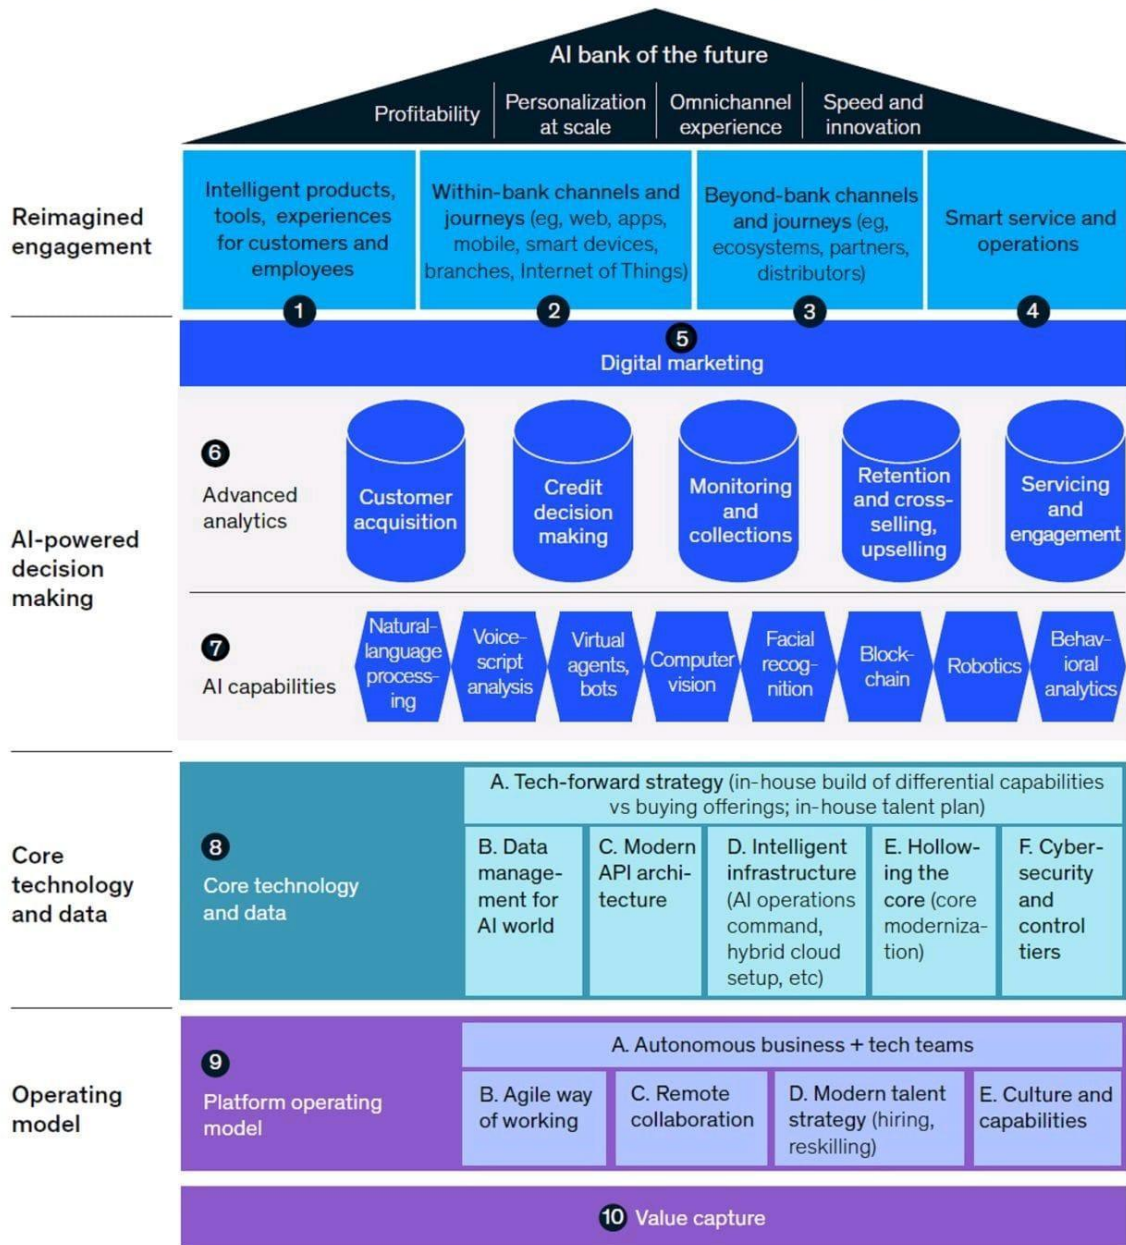 AI bank of the future
Profitability
Personalization
at scale
Omnichannel
experience
Speed and
innovation
Reimagined
engagement
Intelligent products,
tools, experiences
for customers and
employees
1
Within-bank channels and
journeys (eg, web, apps,
mobile, smart devices,
branches, Internet of Things)
2
Beyond-bank channels
and journeys (eg,
ecosystems, partners,
distributors)
3
Smart service and
operations
4
AI-powered
decision
making
5
Digital marketing
6
Advanced
analytics
Customer
acquisition
Credit
decision
making
Monitoring
and
collections
Retention
and cross-
selling,
upselling
Servicing
and
engagement
7
AI capabilities
Natural-
language
process-
ing
Voice-
script
analysis
Virtual
agents,
bots
Computer
vision
Facial
recog-
nition
Block-
chain
Robotics
Behav-
ioral
analytics
Core
technology
and data
8
Core technology
and data
A. Tech-forward strategy (in-house build of differential capabilities
vs buying offerings; in-house talent plan)
B. Data
manage-
ment for
AI world
C. Modern
API archi-
tecture
D. Intelligent
infrastructure
(AI operations
command,
hybrid cloud
setup, etc)
E. Hollow-
ing the
core (core
moderniza-
tion)
F. Cyber-
security
and
control
tiers
Operating
model
9
Platform operating
model
A. Autonomous business + tech teams
B. Agile way
of working
C. Remote
collaboration
D. Modern talent
strategy (hiring,
reskilling)
E. Culture and
capabilities
10 Value capture